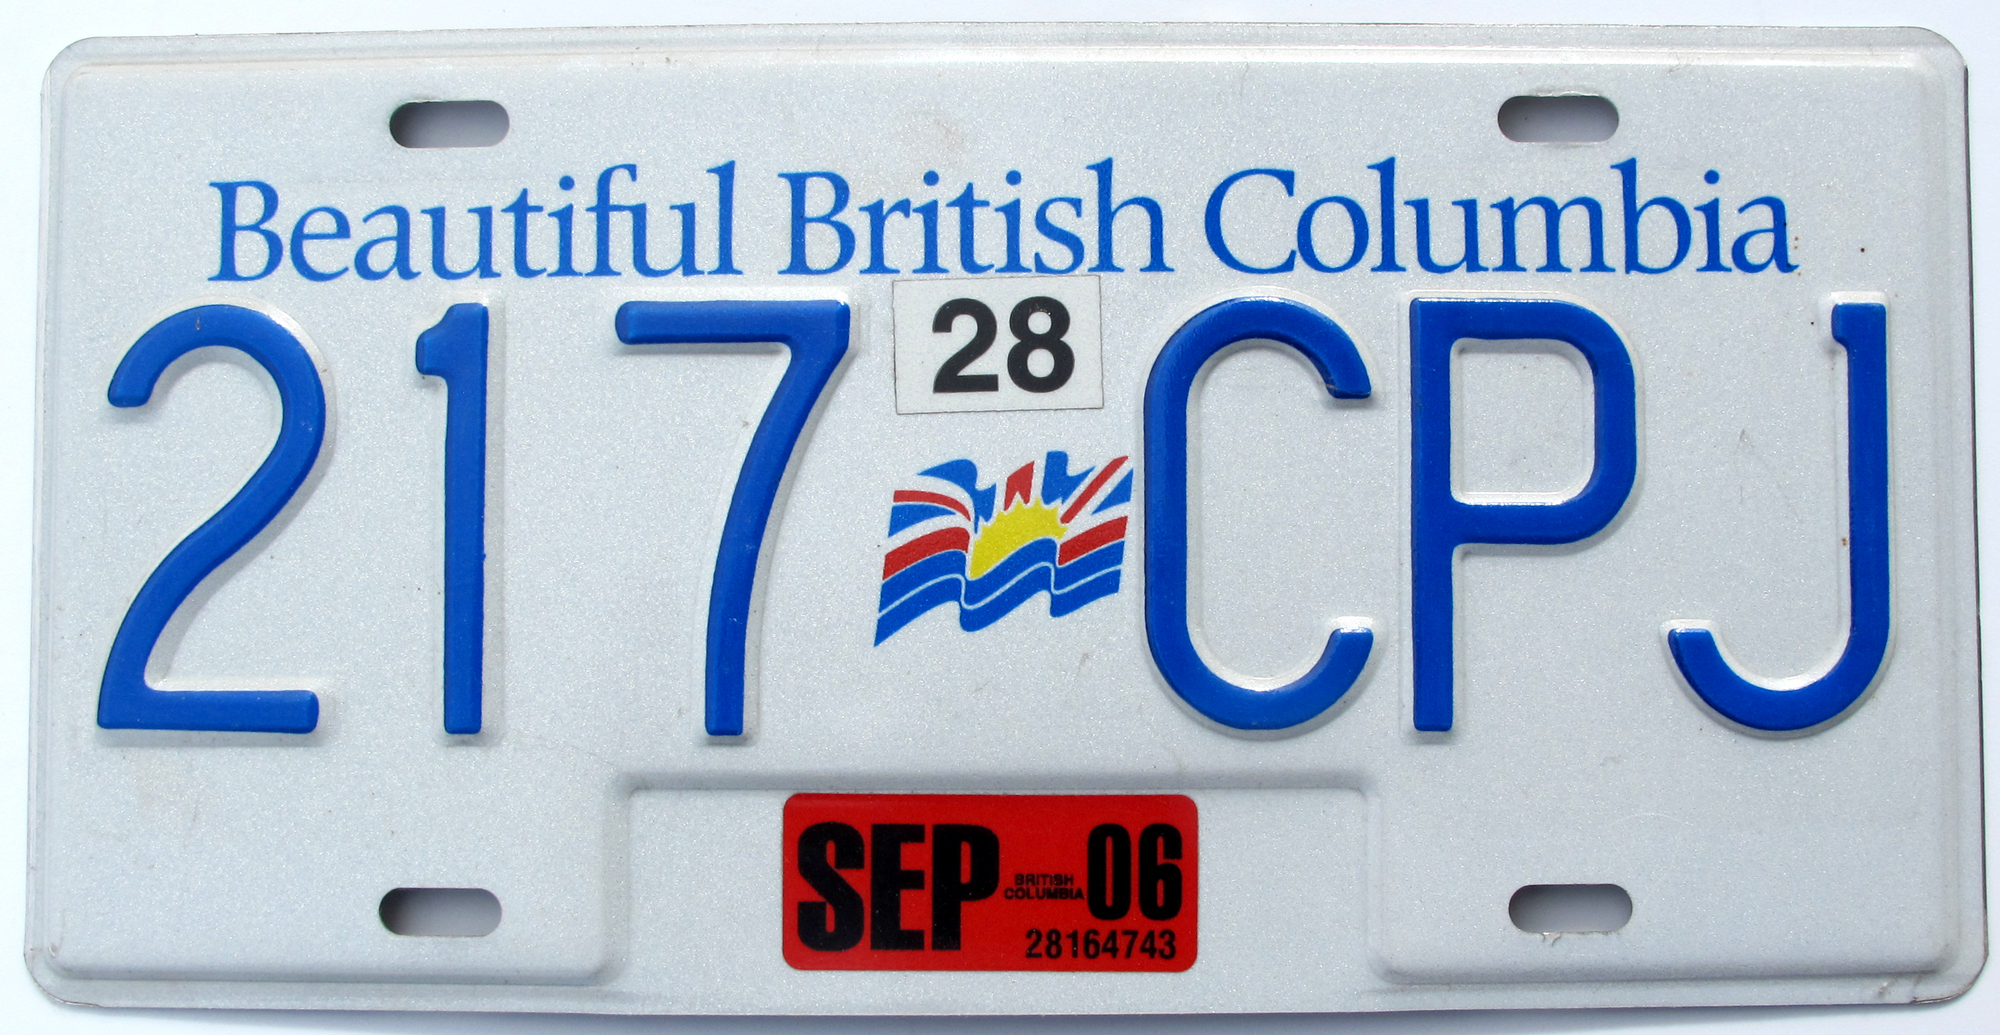 Beautiful British Columbia
217 28 CPJ
SEP BRITISH COLUMBIA 06
28164743